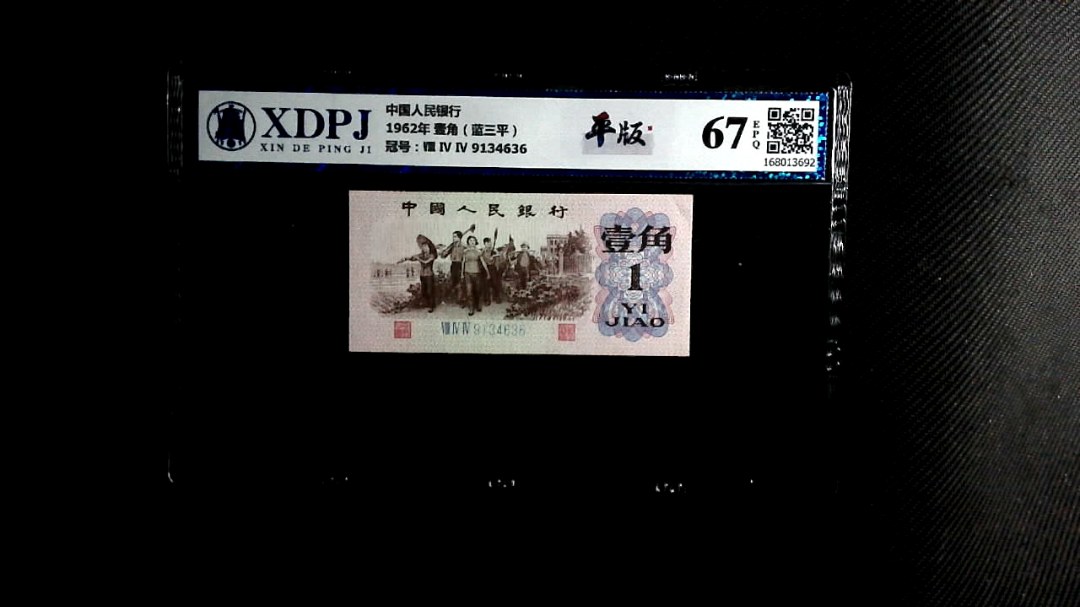 XDPJ
XIN DE PING JI
中国人民银行
1962年 壹角（蓝三平）
冠号：Ⅷ Ⅳ Ⅳ 9134636
平版
67
EPQ
168013692
中國人民銀行
壹角
1
YI
JIAO
Ⅷ Ⅳ Ⅳ 9134636